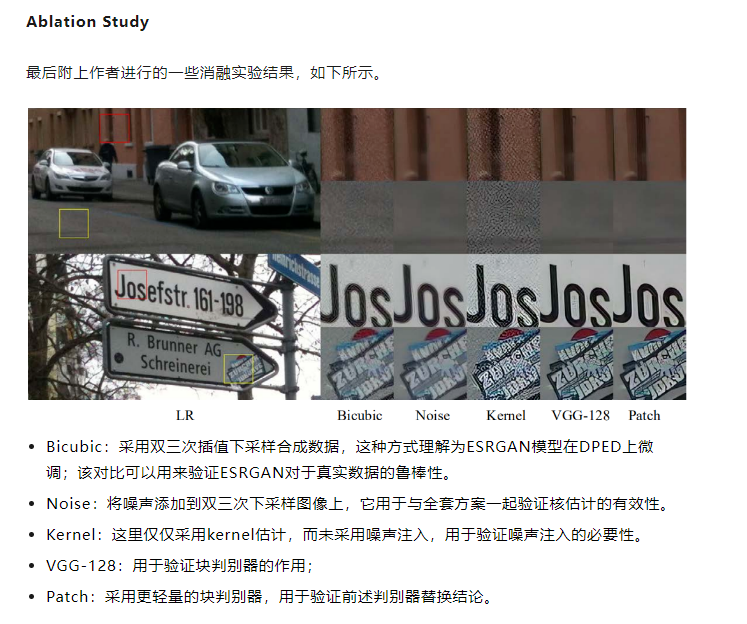 Ablation Study
最后附上作者进行的一些消融实验结果，如下所示。
Heinrichstrasse
Josefstr. 161-198
R. Brunner AG
Schreinerei
Jos Jos Jos Jos Jos
LR Bicubic Noise Kernel VGG-128 Patch
• Bicubic：采用双三次插值下采样合成数据，这种方式理解为ESRGAN模型在DPED上微
调；该对比可以用来验证ESRGAN对于真实数据的鲁棒性。
• Noise：将噪声添加到双三次下采样图像上，它用于与全套方案一起验证核估计的有效性。
• Kernel：这里仅仅采用kernel估计，而未采用噪声注入，用于验证噪声注入的必要性。
• VGG-128：用于验证块判别器的作用；
• Patch：采用更轻量的块判别器，用于验证前述判别器替换结论。